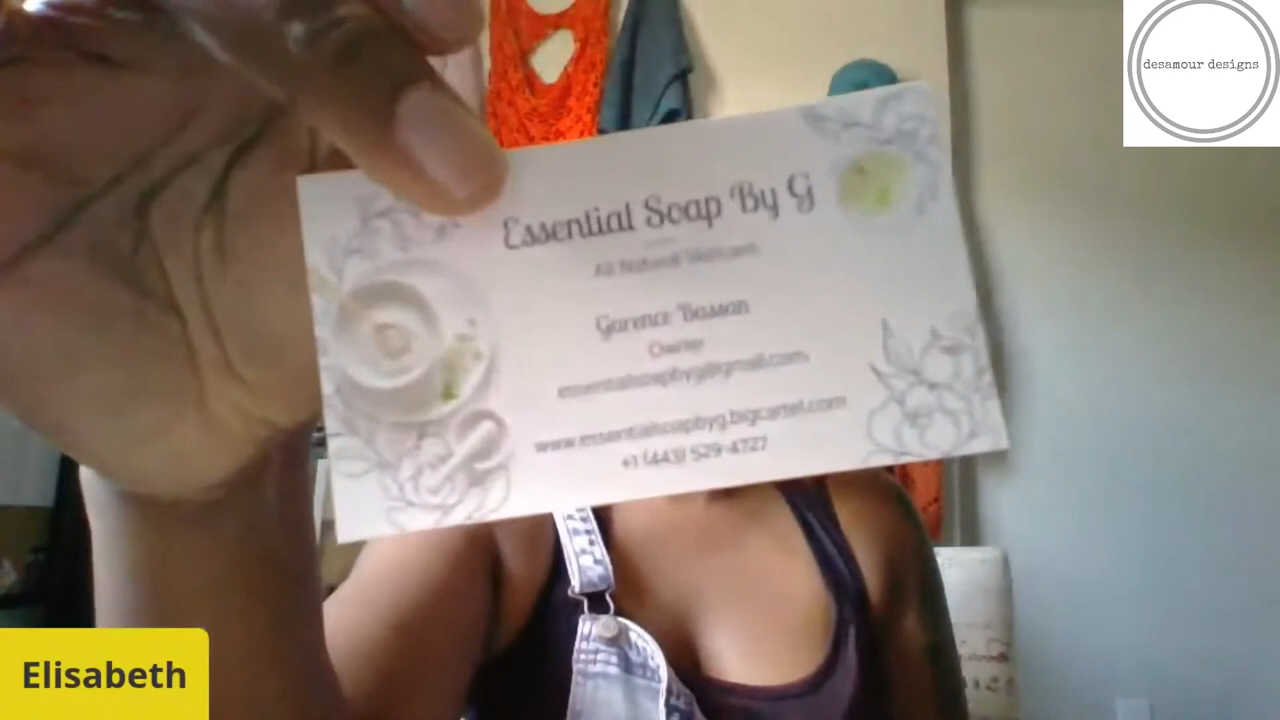 desamour designs
Essential Soap By G
All Natural Skincare
Garence Bassan
Owner
essentialsoapbyg@gmail.com
www.essentialsoapbyg.bigcartel.com
+1 (443) 529-4727
Elisabeth